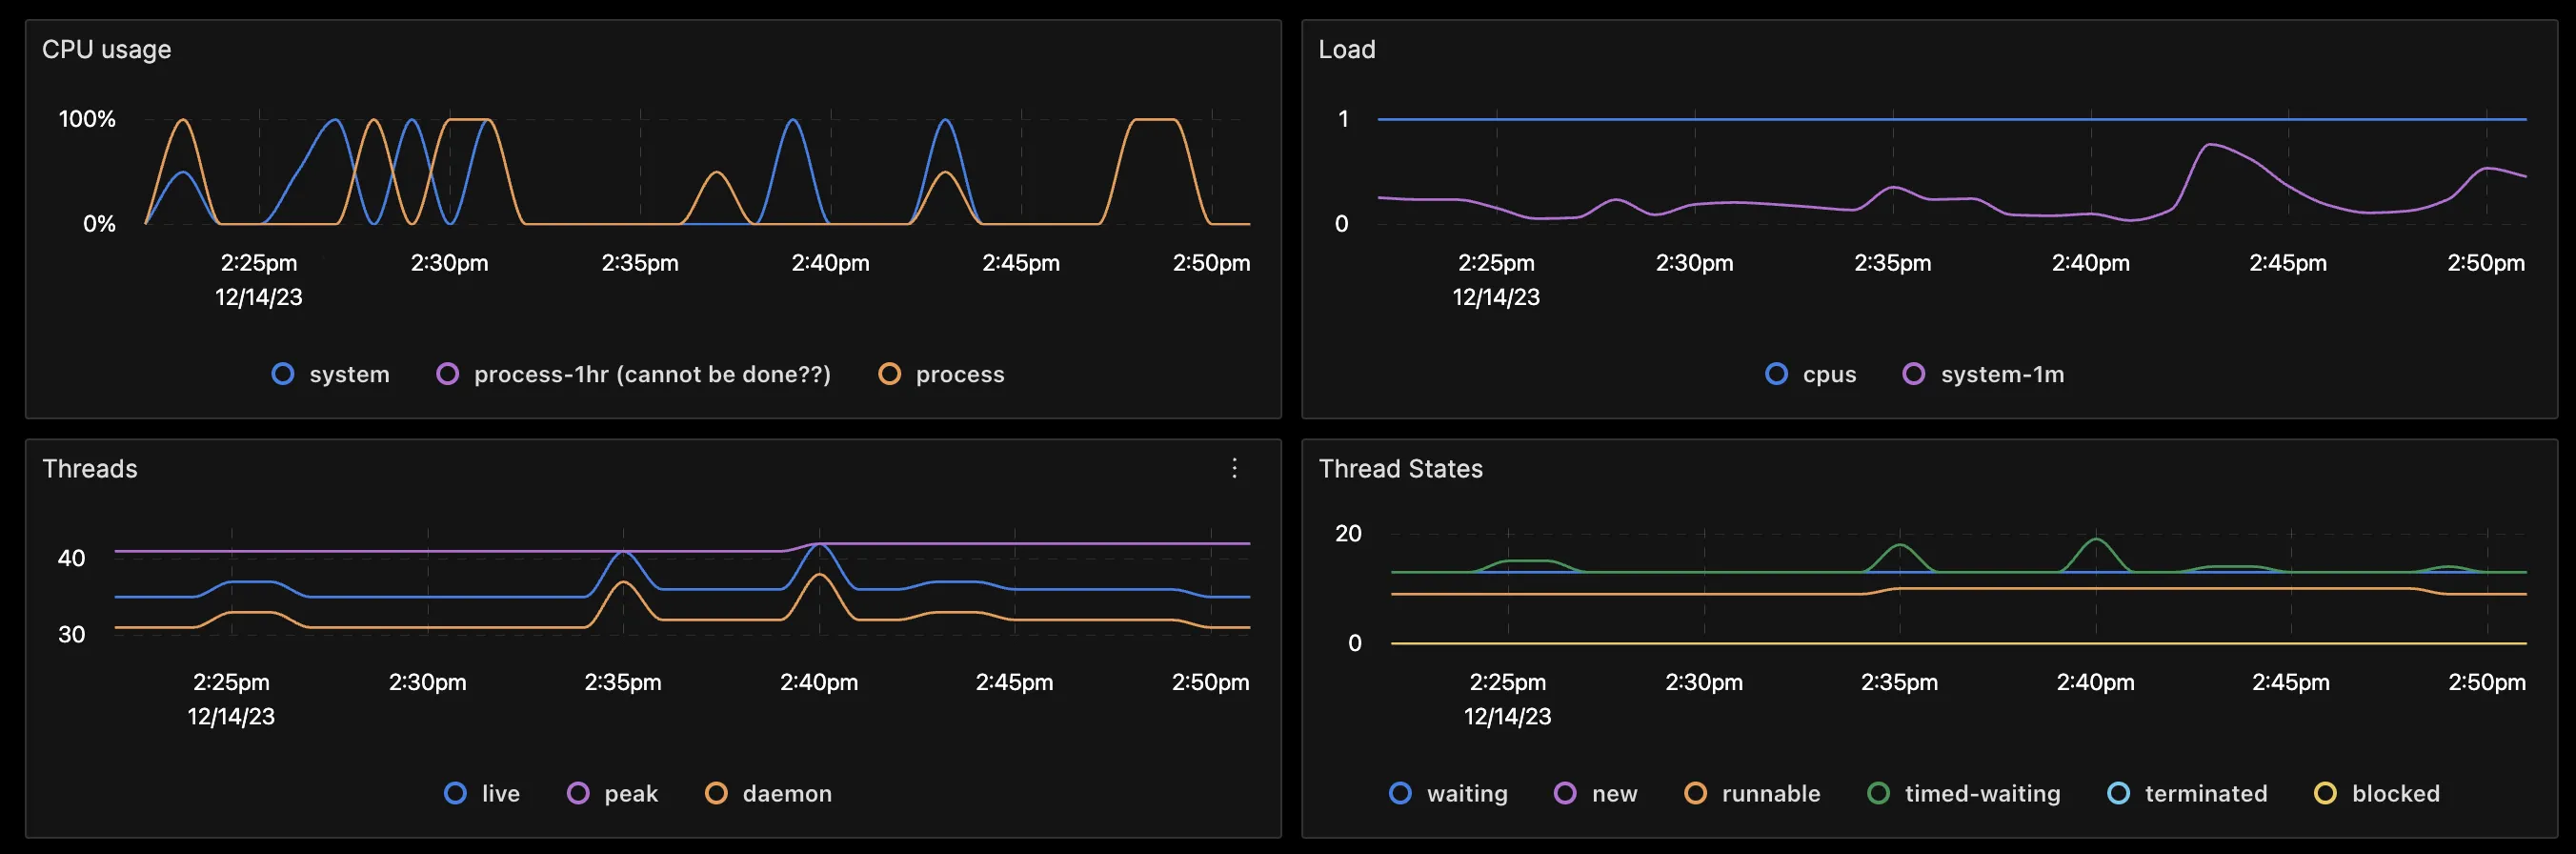 CPU usage
100%
0%
2:25pm 2:30pm 2:35pm 2:40pm 2:45pm 2:50pm
12/14/23
system process-1hr (cannot be done??) process
Load
1
0
2:25pm 2:30pm 2:35pm 2:40pm 2:45pm 2:50pm
12/14/23
cpus system-1m
Threads
40
30
2:25pm 2:30pm 2:35pm 2:40pm 2:45pm 2:50pm
12/14/23
live peak daemon
Thread States
20
0
2:25pm 2:30pm 2:35pm 2:40pm 2:45pm 2:50pm
12/14/23
waiting new runnable timed-waiting terminated blocked